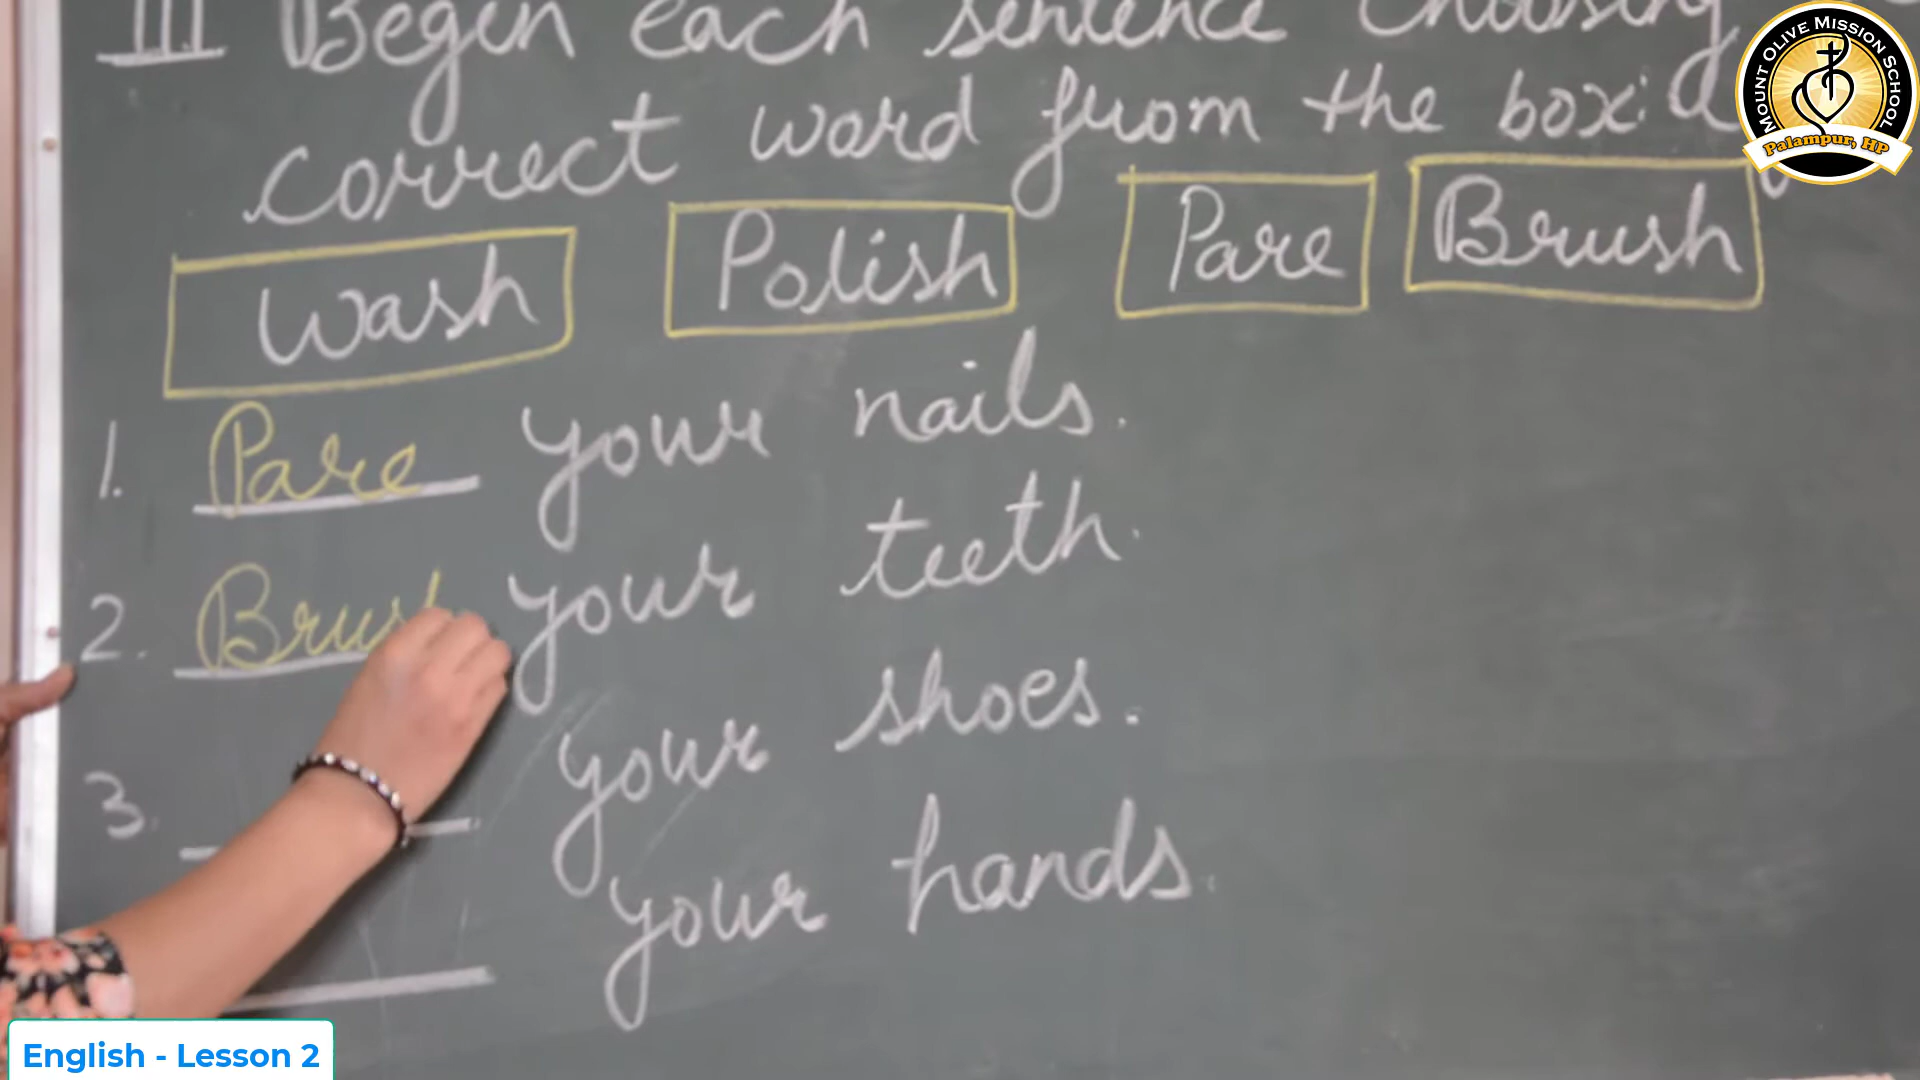 III Begin each sentence choosing
correct word from the box:
Wash Polish Pare Brush
1. Pare your nails.
2. Brush your teeth.
3. your shoes.
your hands.
MOUNT OLIVE MISSION SCHOOL
Palampur, HP
English - Lesson 2